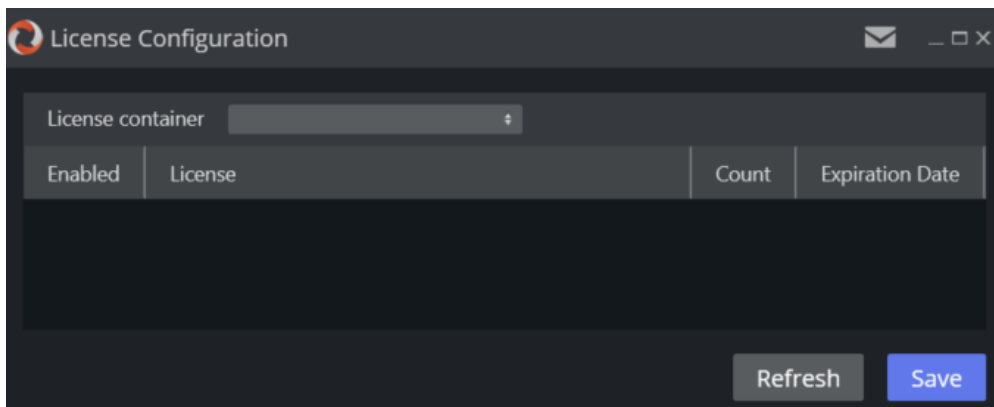 License Configuration
License container
Enabled License Count Expiration Date
Refresh Save